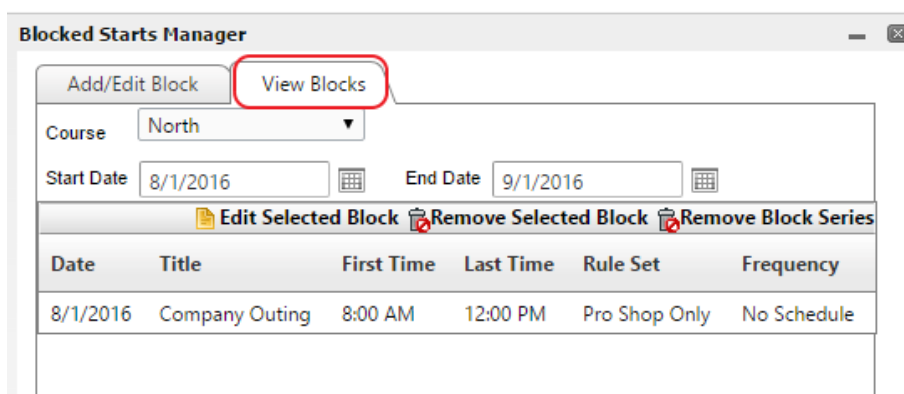 Blocked Starts Manager
Add/Edit Block View Blocks
Course North
Start Date 8/1/2016 End Date 9/1/2016
Edit Selected Block Remove Selected Block Remove Block Series
Date Title First Time Last Time Rule Set Frequency
8/1/2016 Company Outing 8:00 AM 12:00 PM Pro Shop Only No Schedule